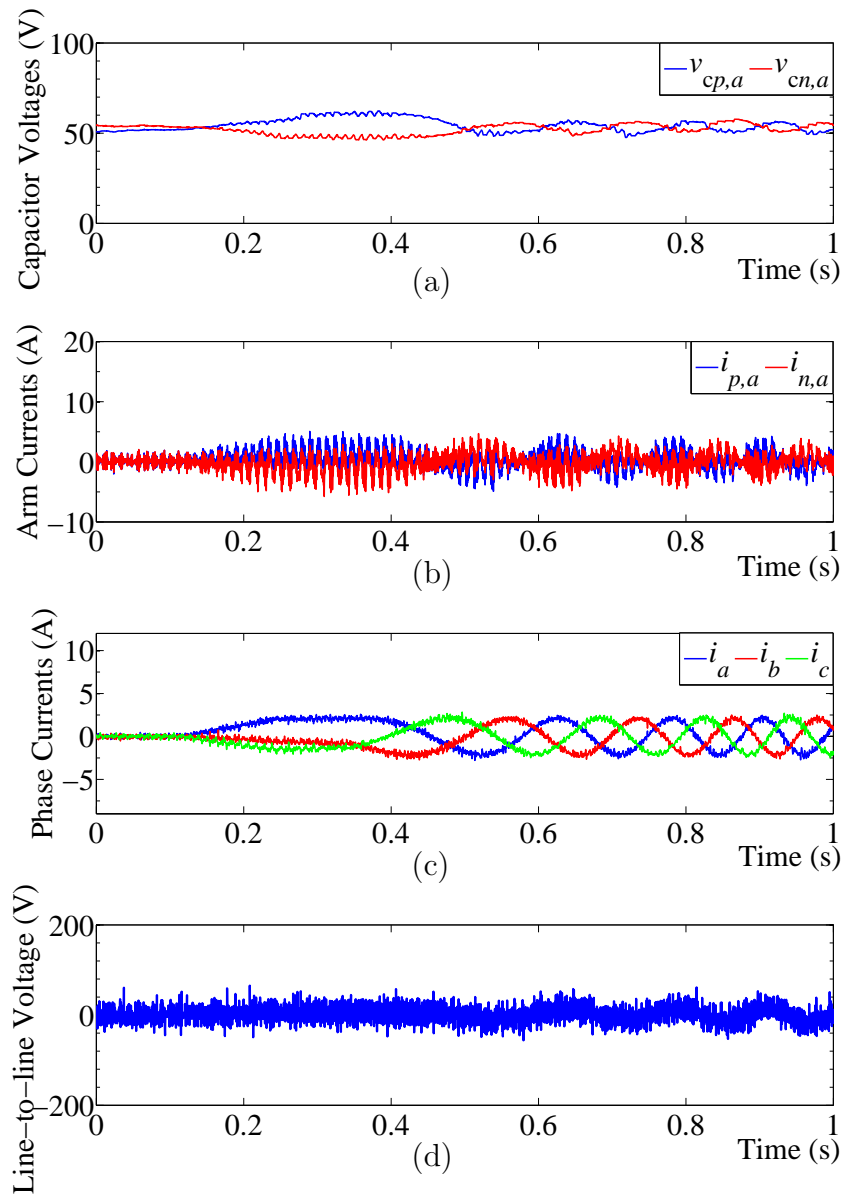 Capacitor Voltages (V)
100
50
0
v_cp,a v_cn,a
0 0.2 0.4 0.6 0.8 1
Time (s)
(a)
Arm Currents (A)
20
10
0
−10
i_p,a i_n,a
0 0.2 0.4 0.6 0.8 1
Time (s)
(b)
Phase Currents (A)
10
5
0
−5
i_a i_b i_c
0 0.2 0.4 0.6 0.8 1
Time (s)
(c)
Line−to−line Voltage (V)
200
0
−200
0 0.2 0.4 0.6 0.8 1
Time (s)
(d)